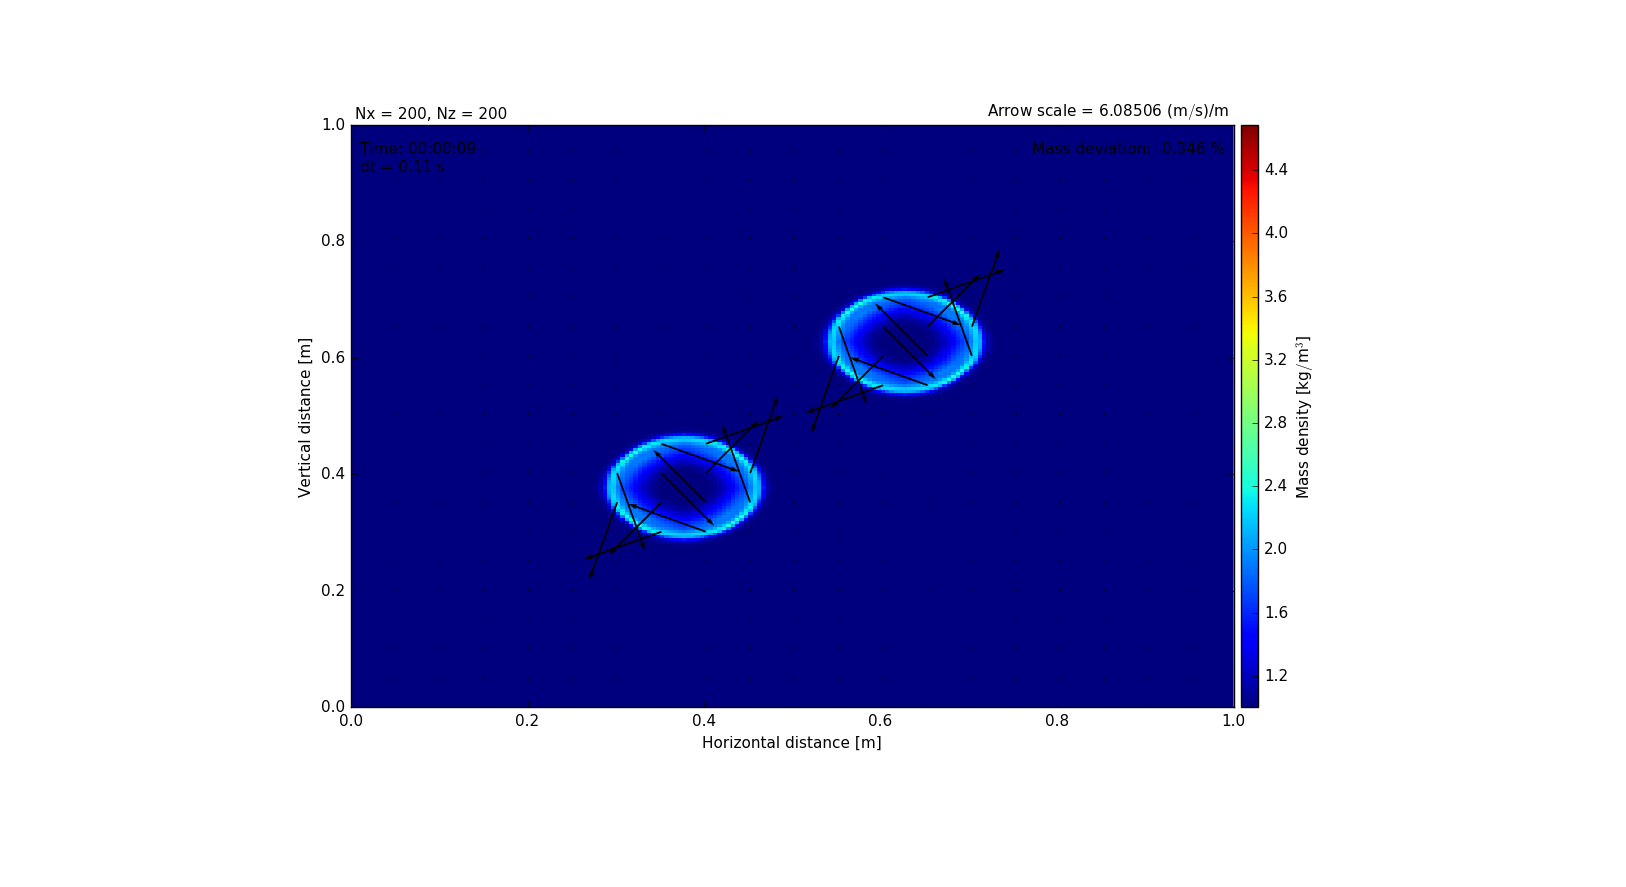 Nx = 200, Nz = 200
Arrow scale = 6.08506 (m/s)/m
Time: 00:00:09
dt = 0.11 s
Mass deviation: -0.346 %
1.0
0.8
0.6
0.4
0.2
0.0
Vertical distance [m]
0.0 0.2 0.4 0.6 0.8 1.0
Horizontal distance [m]
4.4
4.0
3.6
3.2
2.8
2.4
2.0
1.6
1.2
Mass density [kg/m³]